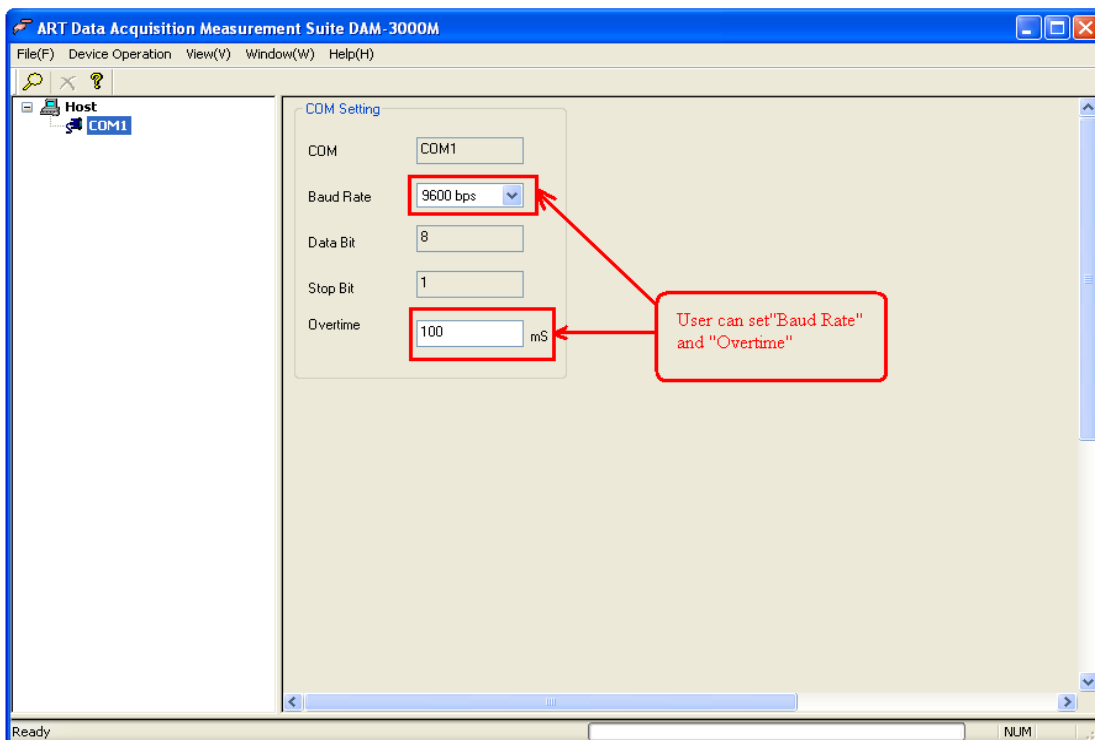 ART Data Acquisition Measurement Suite DAM-3000M
File(F) Device Operation View(V) Window(W) Help(H)
Host
COM1
COM Setting
COM COM1
Baud Rate 9600 bps
Data Bit 8
Stop Bit 1
Overtime 100 mS
User can set"Baud Rate"
and "Overtime"
Ready NUM